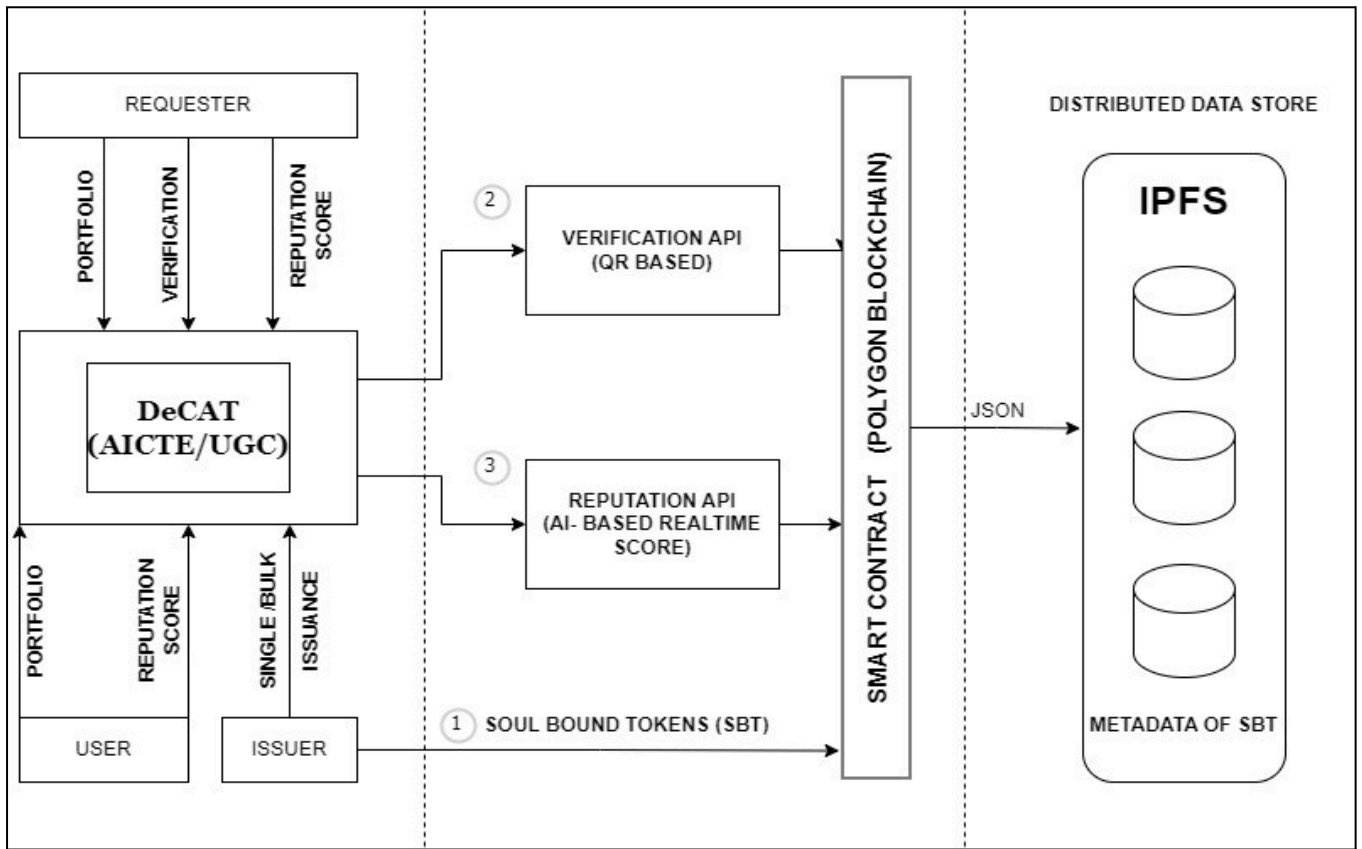 REQUESTER
PORTFOLIO
VERIFICATION
REPUTATION
SCORE
DeCAT
(AICTE/UGC)
PORTFOLIO
REPUTATION
SCORE
SINGLE /BULK
ISSUANCE
USER
ISSUER
2
VERIFICATION API
(QR BASED)
3
REPUTATION API
(AI- BASED REALTIME
SCORE)
1
SOUL BOUND TOKENS (SBT)
SMART CONTRACT (POLYGON BLOCKCHAIN)
JSON
DISTRIBUTED DATA STORE
IPFS
METADATA OF SBT